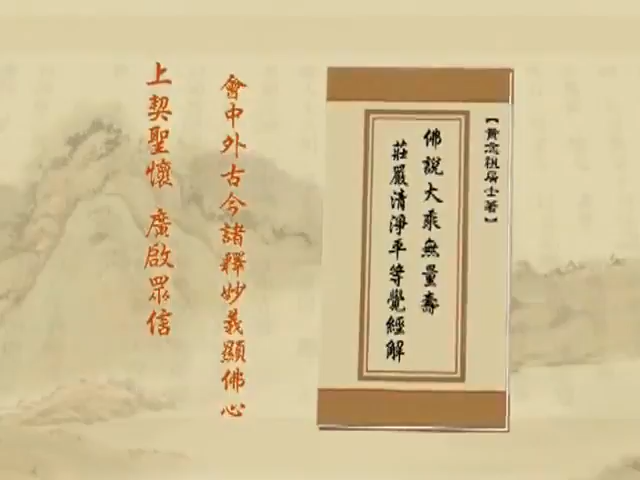 【黃念祖居士著】
佛說大乘無量壽
莊嚴清淨平等覺經解
會中外古今諸釋妙義顯佛心
上契聖懷 廣啟眾信